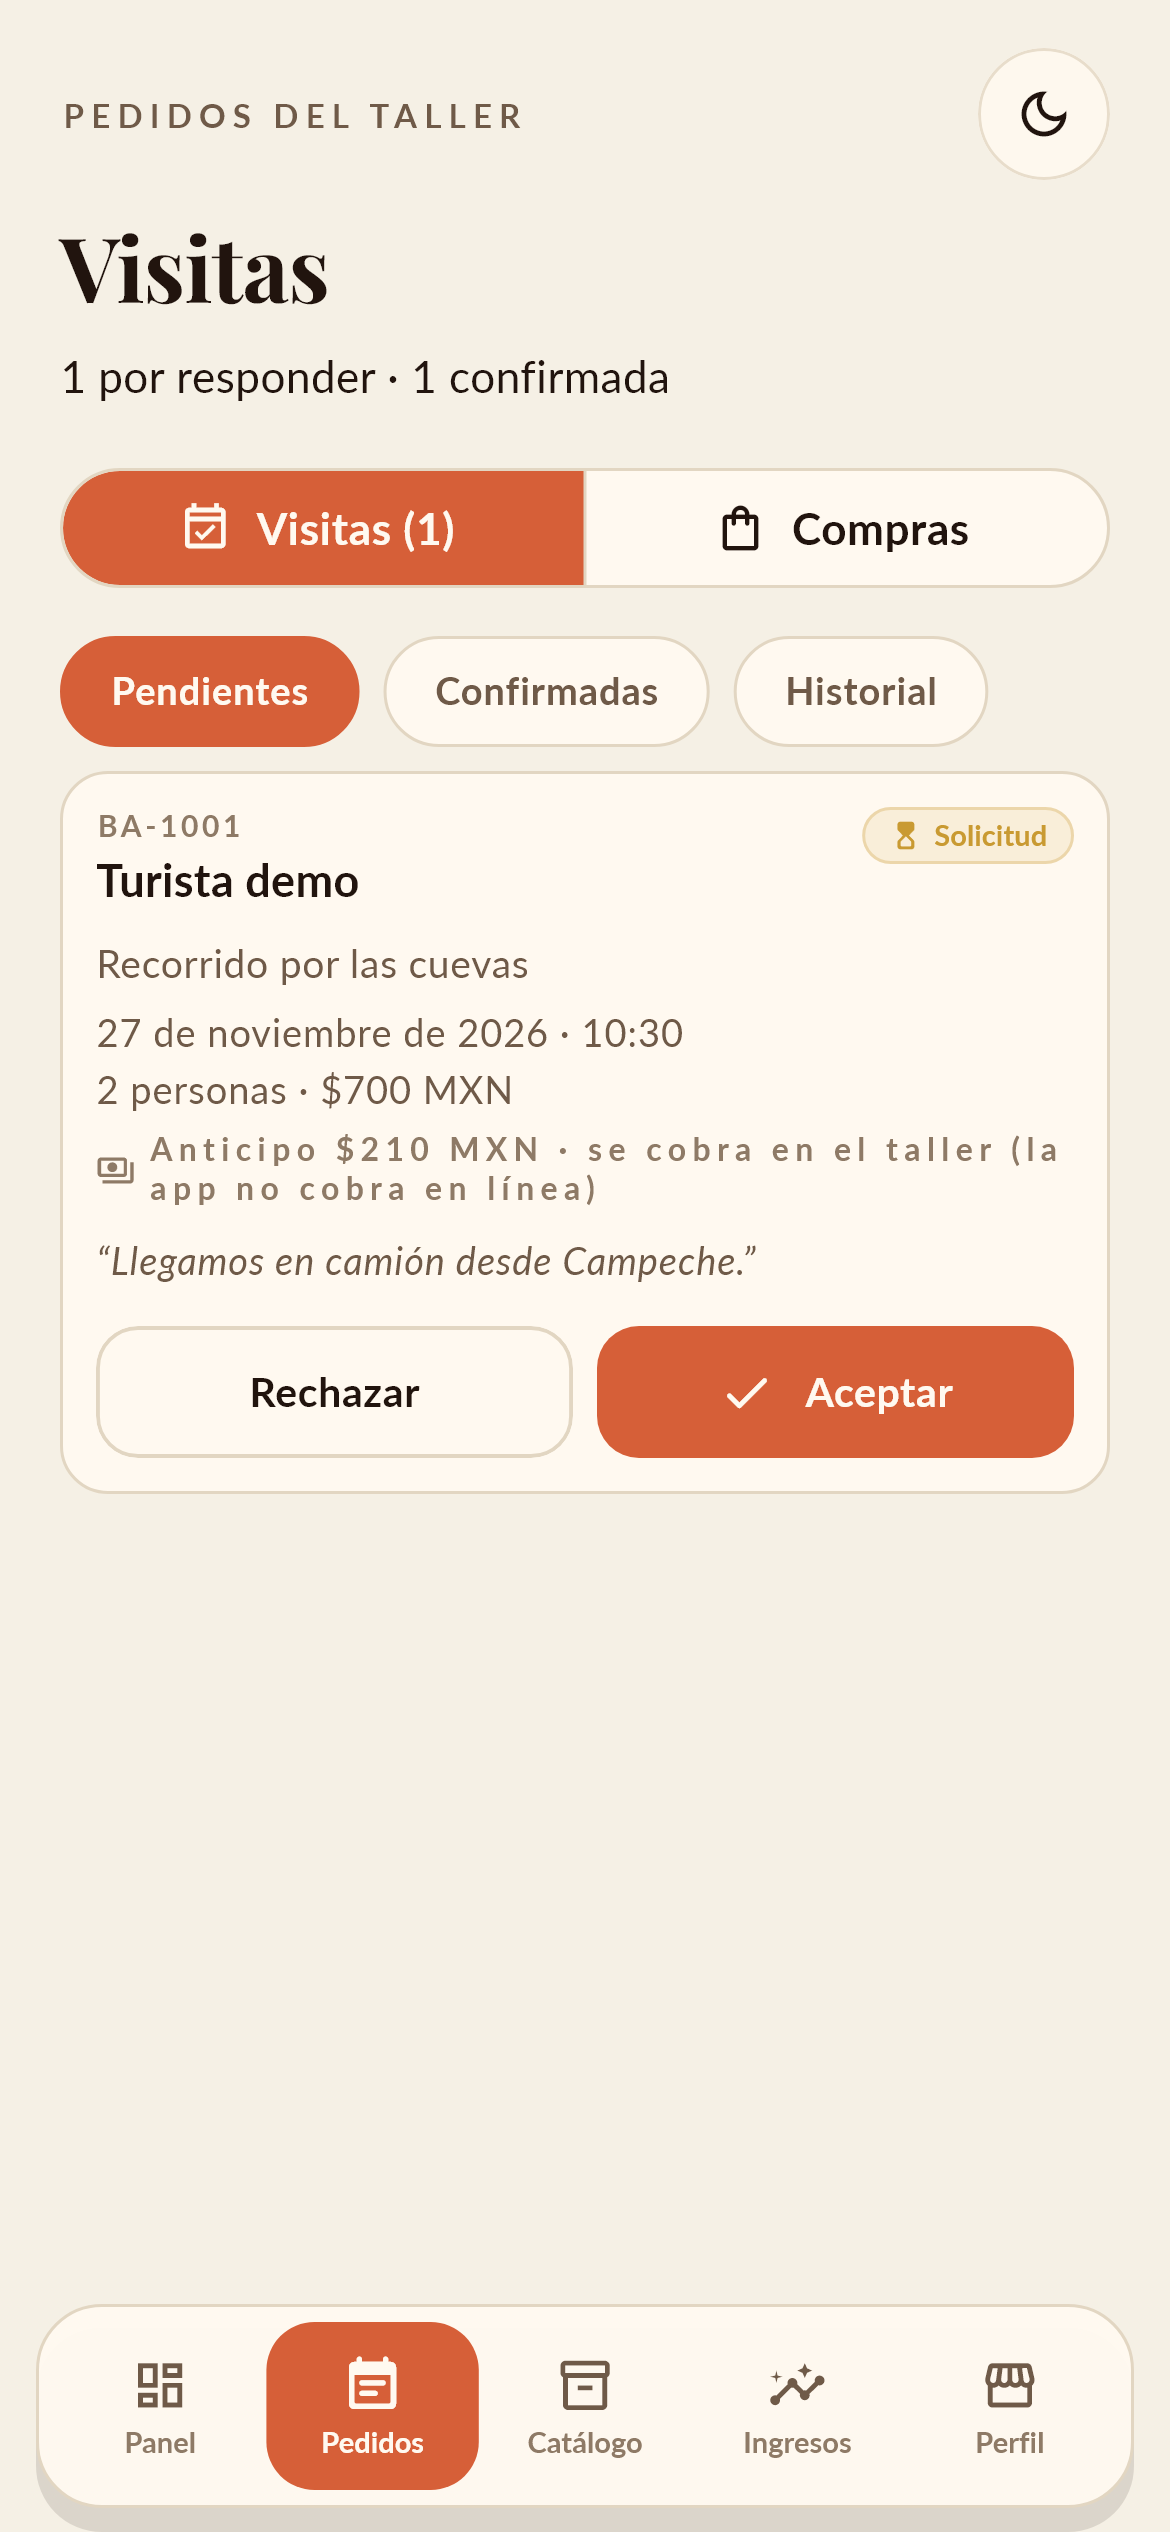 PEDIDOS DEL TALLER
Visitas
1 por responder · 1 confirmada
Visitas (1)
Compras
Pendientes
Confirmadas
Historial
BA-1001
Solicitud
Turista demo
Recorrido por las cuevas
27 de noviembre de 2026 · 10:30
2 personas · $700 MXN
Anticipo $210 MXN · se cobra en el taller (la
app no cobra en línea)
“Llegamos en camión desde Campeche.”
Rechazar
Aceptar
Panel
Pedidos
Catálogo
Ingresos
Perfil